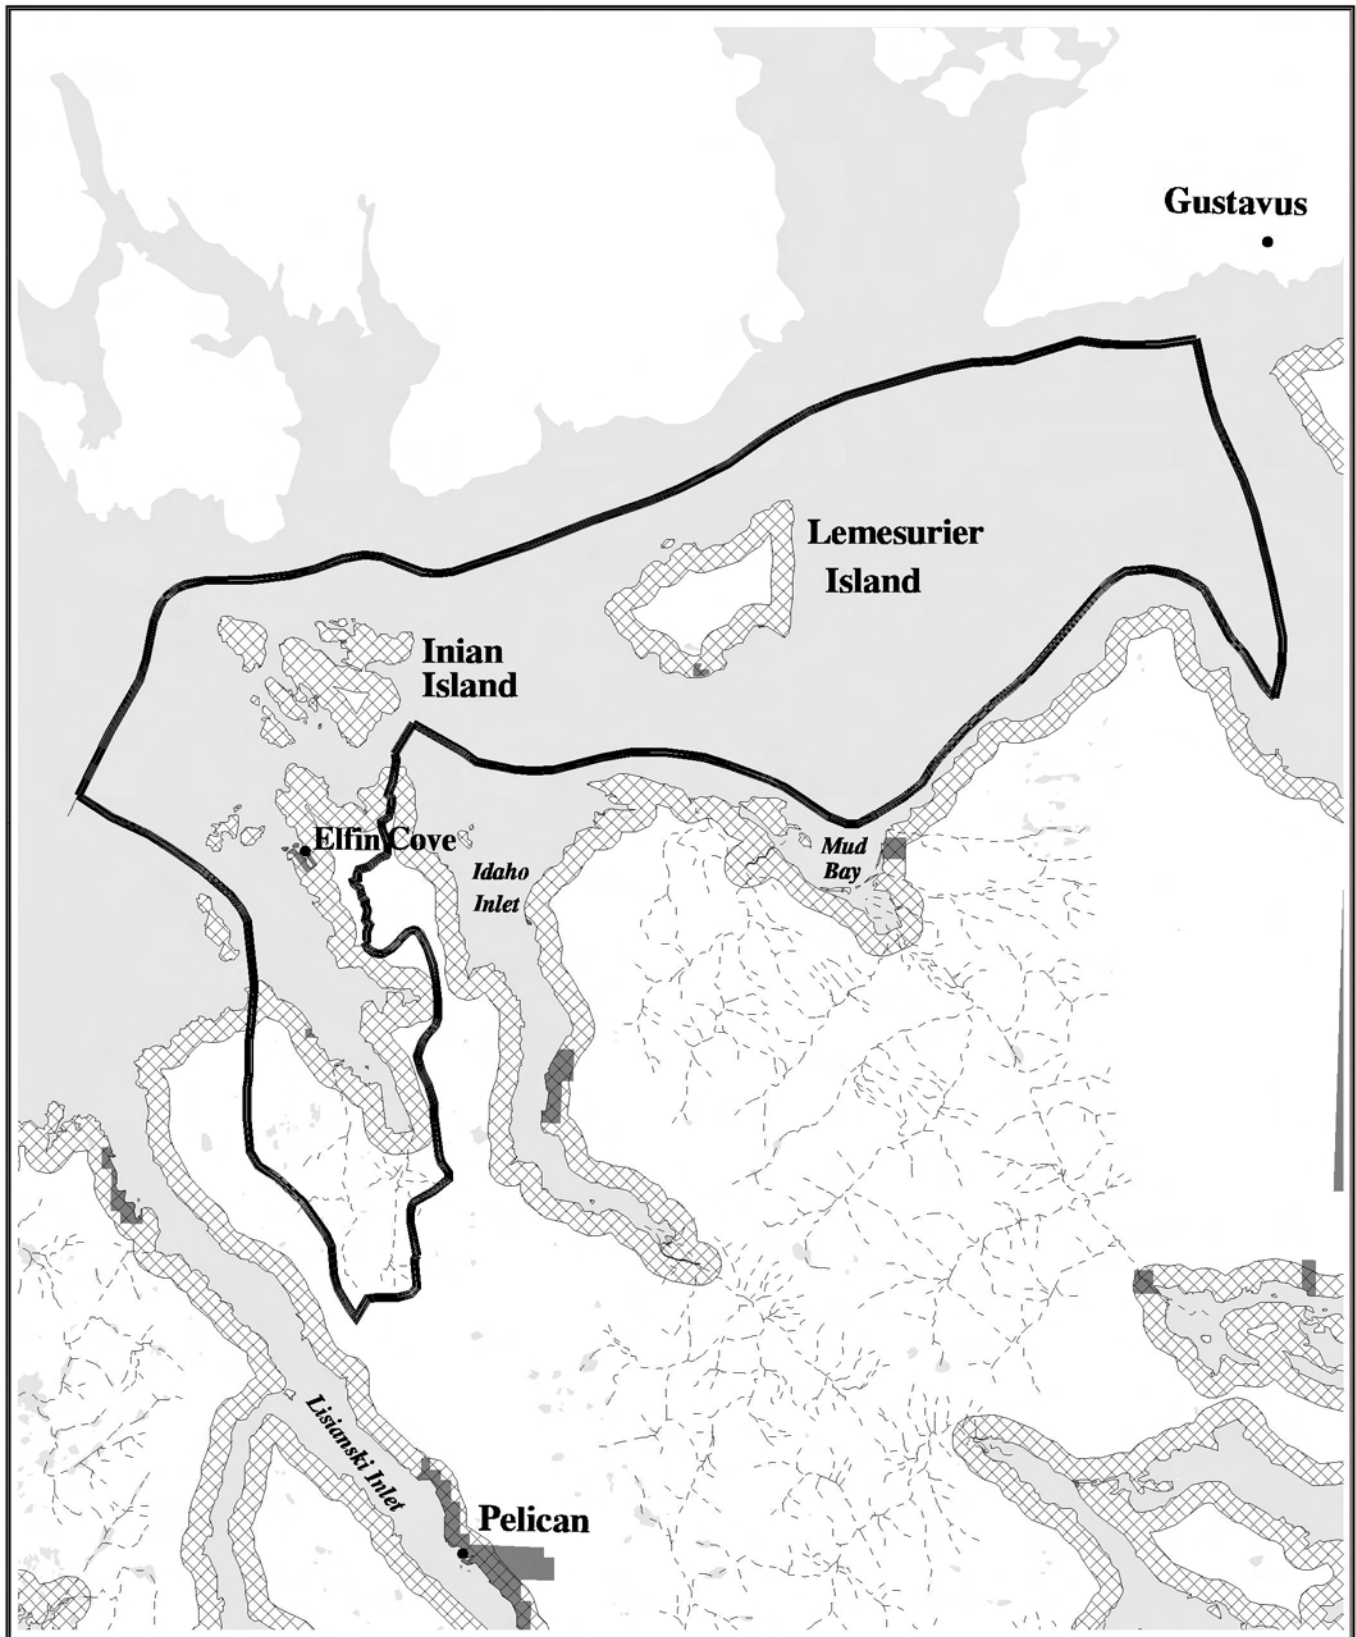 Gustavus
Lemesurier
Island
Inian
Island
Elfin Cove
Mud
Bay
Idaho
Inlet
Lisianski Inlet
Pelican